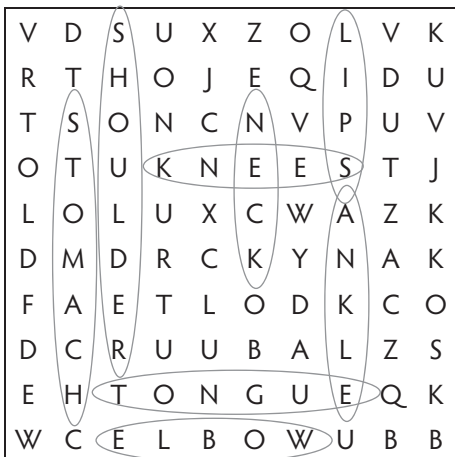 V D S U X Z O L V K
R T H O J E Q I D U
T S O N C N V P U V
O T U K N E E S T J
L O L U X C W A Z K
D M D R C K Y N A K
F A E T L O D K C O
D C R U U B A L Z S
E H T O N G U E Q K
W C E L B O W U B B